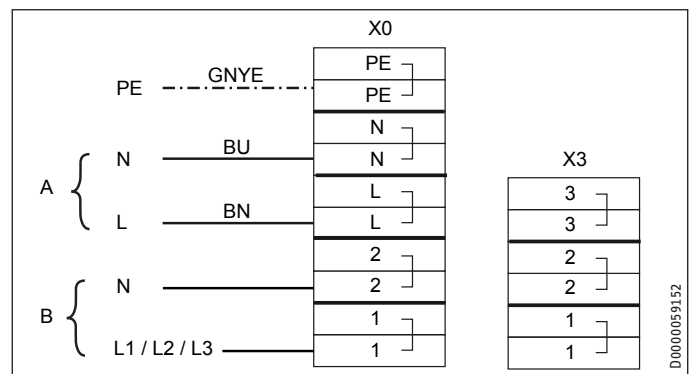 X0
PE
PE GNYE PE
N
A N BU N
L
L BN L
2
B N 2
1
L1 / L2 / L3 1
X3
3
3
2
2
1
1
D0000059152